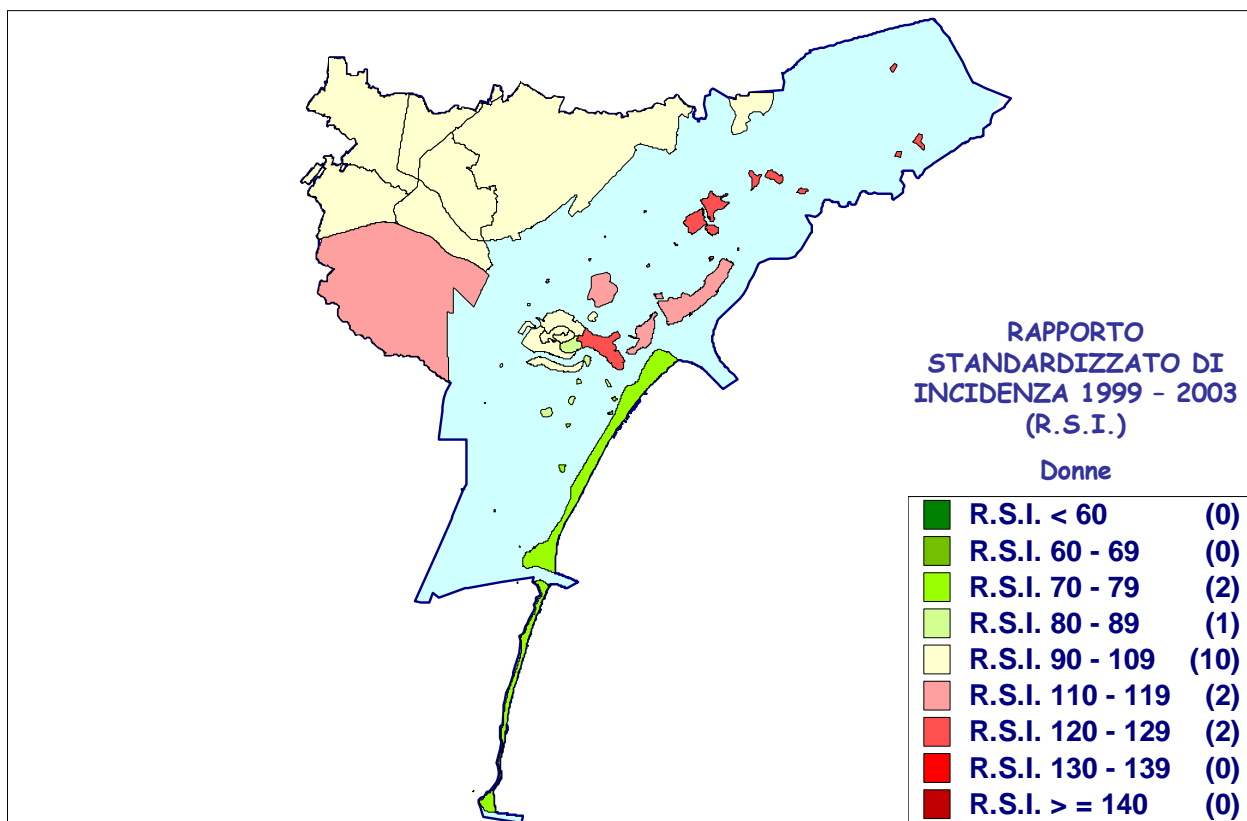 RAPPORTO
STANDARDIZZATO DI
INCIDENZA 1999 – 2003
(R.S.I.)
Donne
R.S.I. < 60 (0)
R.S.I. 60 - 69 (0)
R.S.I. 70 - 79 (2)
R.S.I. 80 - 89 (1)
R.S.I. 90 - 109 (10)
R.S.I. 110 - 119 (2)
R.S.I. 120 - 129 (2)
R.S.I. 130 - 139 (0)
R.S.I. > = 140 (0)